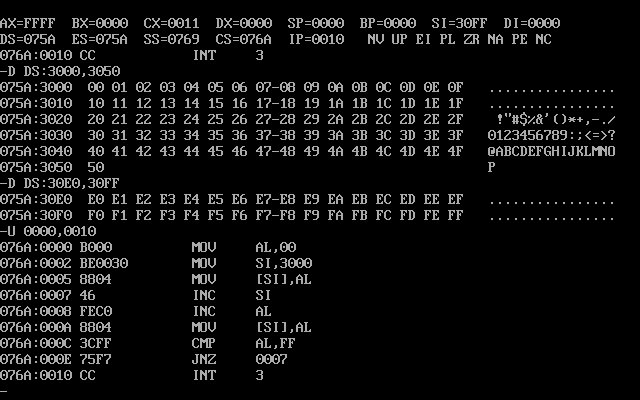 AX=FFFF  BX=0000  CX=0011  DX=0000  SP=0000  BP=0000  SI=30FF  DI=0000
DS=075A  ES=075A  SS=0769  CS=076A  IP=0010   NV UP EI PL ZR NA PE NC
076A:0010 CC            INT     3
-D DS:3000,3050
075A:3000  00 01 02 03 04 05 06 07-08 09 0A 0B 0C 0D 0E 0F   ................
075A:3010  10 11 12 13 14 15 16 17-18 19 1A 1B 1C 1D 1E 1F   ................
075A:3020  20 21 22 23 24 25 26 27-28 29 2A 2B 2C 2D 2E 2F    !"#$%&'()*+,-./
075A:3030  30 31 32 33 34 35 36 37-38 39 3A 3B 3C 3D 3E 3F   0123456789:;<=>?
075A:3040  40 41 42 43 44 45 46 47-48 49 4A 4B 4C 4D 4E 4F   @ABCDEFGHIJKLMNO
075A:3050  50                                                P
-D DS:30E0,30FF
075A:30E0  E0 E1 E2 E3 E4 E5 E6 E7-E8 E9 EA EB EC ED EE EF   ................
075A:30F0  F0 F1 F2 F3 F4 F5 F6 F7-F8 F9 FA FB FC FD FE FF   ................
-U 0000,0010
076A:0000 B000          MOV     AL,00
076A:0002 BE0030        MOV     SI,3000
076A:0005 8804          MOV     [SI],AL
076A:0007 46            INC     SI
076A:0008 FEC0          INC     AL
076A:000A 8804          MOV     [SI],AL
076A:000C 3CFF          CMP     AL,FF
076A:000E 75F7          JNZ     0007
076A:0010 CC            INT     3
-